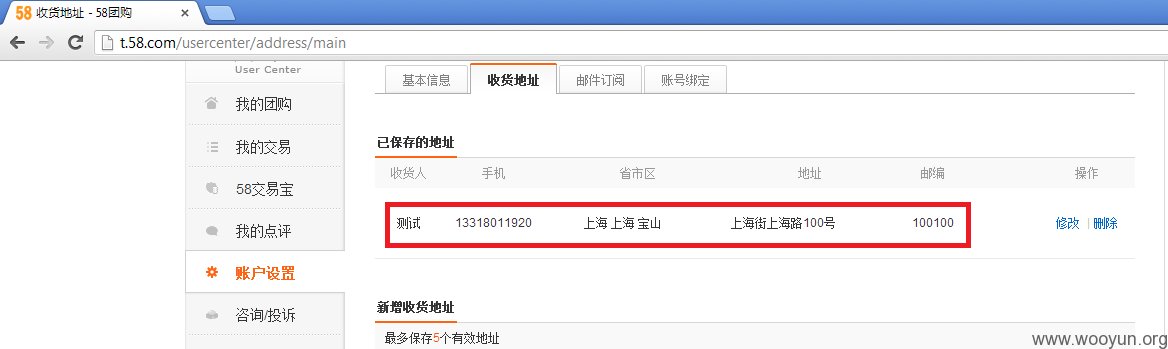 58 收货地址 - 58团购
t.58.com/usercenter/address/main
User Center
我的团购
我的交易
58交易宝
我的点评
账户设置
咨询/投诉
基本信息 收货地址 邮件订阅 账号绑定
已保存的地址
收货人 手机 省市区 地址 邮编 操作
测试 13318011920 上海 上海 宝山 上海街上海路100号 100100 修改 | 删除
新增收货地址
最多保存5个有效地址
www.wooyun.org